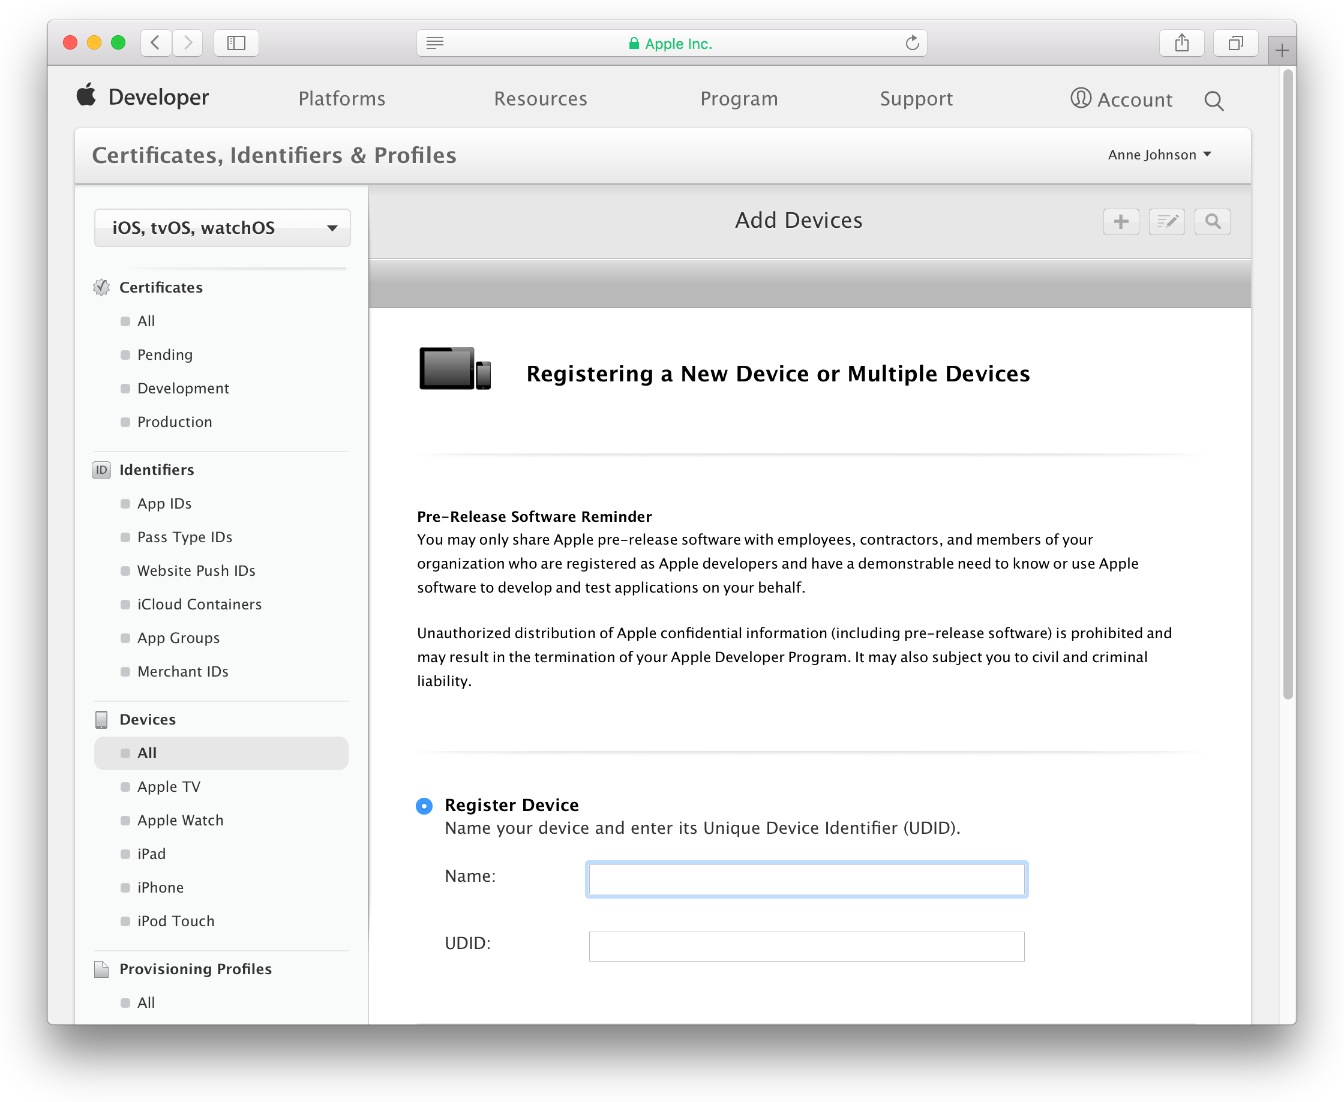 Apple Inc.
Developer
Platforms
Resources
Program
Support
Account
Certificates, Identifiers & Profiles
Anne Johnson
iOS, tvOS, watchOS
Add Devices
Certificates
All
Pending
Development
Production
ID
Identifiers
App IDs
Pass Type IDs
Website Push IDs
iCloud Containers
App Groups
Merchant IDs
Devices
All
Apple TV
Apple Watch
iPad
iPhone
iPod Touch
Provisioning Profiles
All
Registering a New Device or Multiple Devices
Pre-Release Software Reminder
You may only share Apple pre-release software with employees, contractors, and members of your
organization who are registered as Apple developers and have a demonstrable need to know or use Apple
software to develop and test applications on your behalf.
Unauthorized distribution of Apple confidential information (including pre-release software) is prohibited and
may result in the termination of your Apple Developer Program. It may also subject you to civil and criminal
liability.
Register Device
Name your device and enter its Unique Device Identifier (UDID).
Name:
UDID: